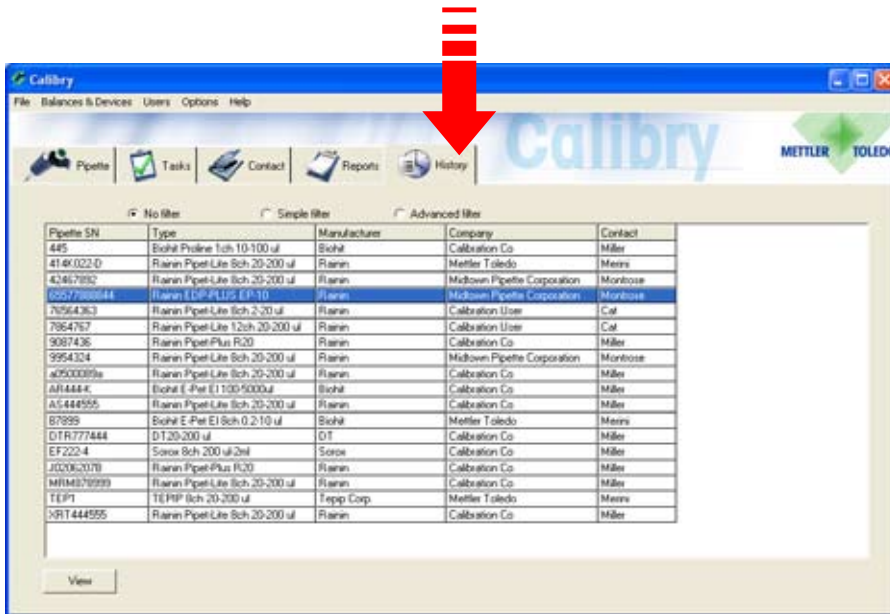 Calibry
File Balances & Devices Users Options Help
Calibry
METTLER TOLEDO
Pipette Tasks Contact Reports History
No filter Simple filter Advanced filter
Pipette SN Type Manufacturer Company Contact
445 Biohit Proline 1ch 10-100 ul Biohit Calibration Co Miller
414K022-D Rainin Pipet-Lite 8ch 20-200 ul Rainin Mettler Toledo Merini
42467892 Rainin Pipet-Lite 8ch 20-200 ul Rainin Midtown Pipette Corporation Montrose
Rainin EDP-PLUS EP-10 Rainin Midtown Pipette Corporation Montrose
76564363 Rainin Pipet-Lite 8ch 2-20 ul Rainin Calibration User Cat
7864767 Rainin Pipet-Lite 12ch 20-200 ul Rainin Calibration User Cat
9087436 Rainin Pipet-Plus R20 Rainin Calibration Co Miller
9954324 Rainin Pipet-Lite 8ch 20-200 ul Rainin Midtown Pipette Corporation Montrose
a0500089a Rainin Pipet-Lite 8ch 20-200 ul Rainin Calibration Co Miller
AR444-K Biohit E-Pet E1 100-5000ul Biohit Calibration Co Miller
AS444555 Rainin Pipet-Lite 8ch 20-200 ul Rainin Calibration Co Miller
87899 Biohit E-Pet E1 8ch 0.2-10 ul Biohit Mettler Toledo Merini
DTR777444 DT20-200 ul DT Calibration Co Miller
EF222-4 Sorox 8ch 200 ul-2ml Sorox Calibration Co Miller
J0206207B Rainin Pipet-Plus R20 Rainin Calibration Co Miller
MRM878999 Rainin Pipet-Lite 8ch 20-200 ul Rainin Calibration Co Miller
TEP1 TEPIP 8ch 20-200 ul Tepip Corp. Mettler Toledo Merini
XRT444555 Rainin Pipet-Lite 8ch 20-200 ul Rainin Calibration Co Miller
View